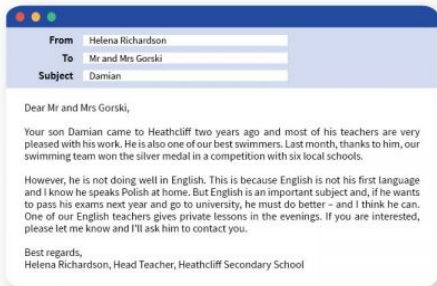 From Helena Richardson
To Mr and Mrs Gorski
Subject Damian
Dear Mr and Mrs Gorski,
Your son Damian came to Heathcliff two years ago and most of his teachers are very
pleased with his work. He is also one of our best swimmers. Last month, thanks to him, our
swimming team won the silver medal in a competition with six local schools.
However, he is not doing well in English. This is because English is not his first language
and I know he speaks Polish at home. But English is an important subject and, if he wants
to pass his exams next year and go to university, he must do better – and I think he can.
One of our English teachers gives private lessons in the evenings. If you are interested,
please let me know and I'll ask him to contact you.
Best regards,
Helena Richardson, Head Teacher, Heathcliff Secondary School